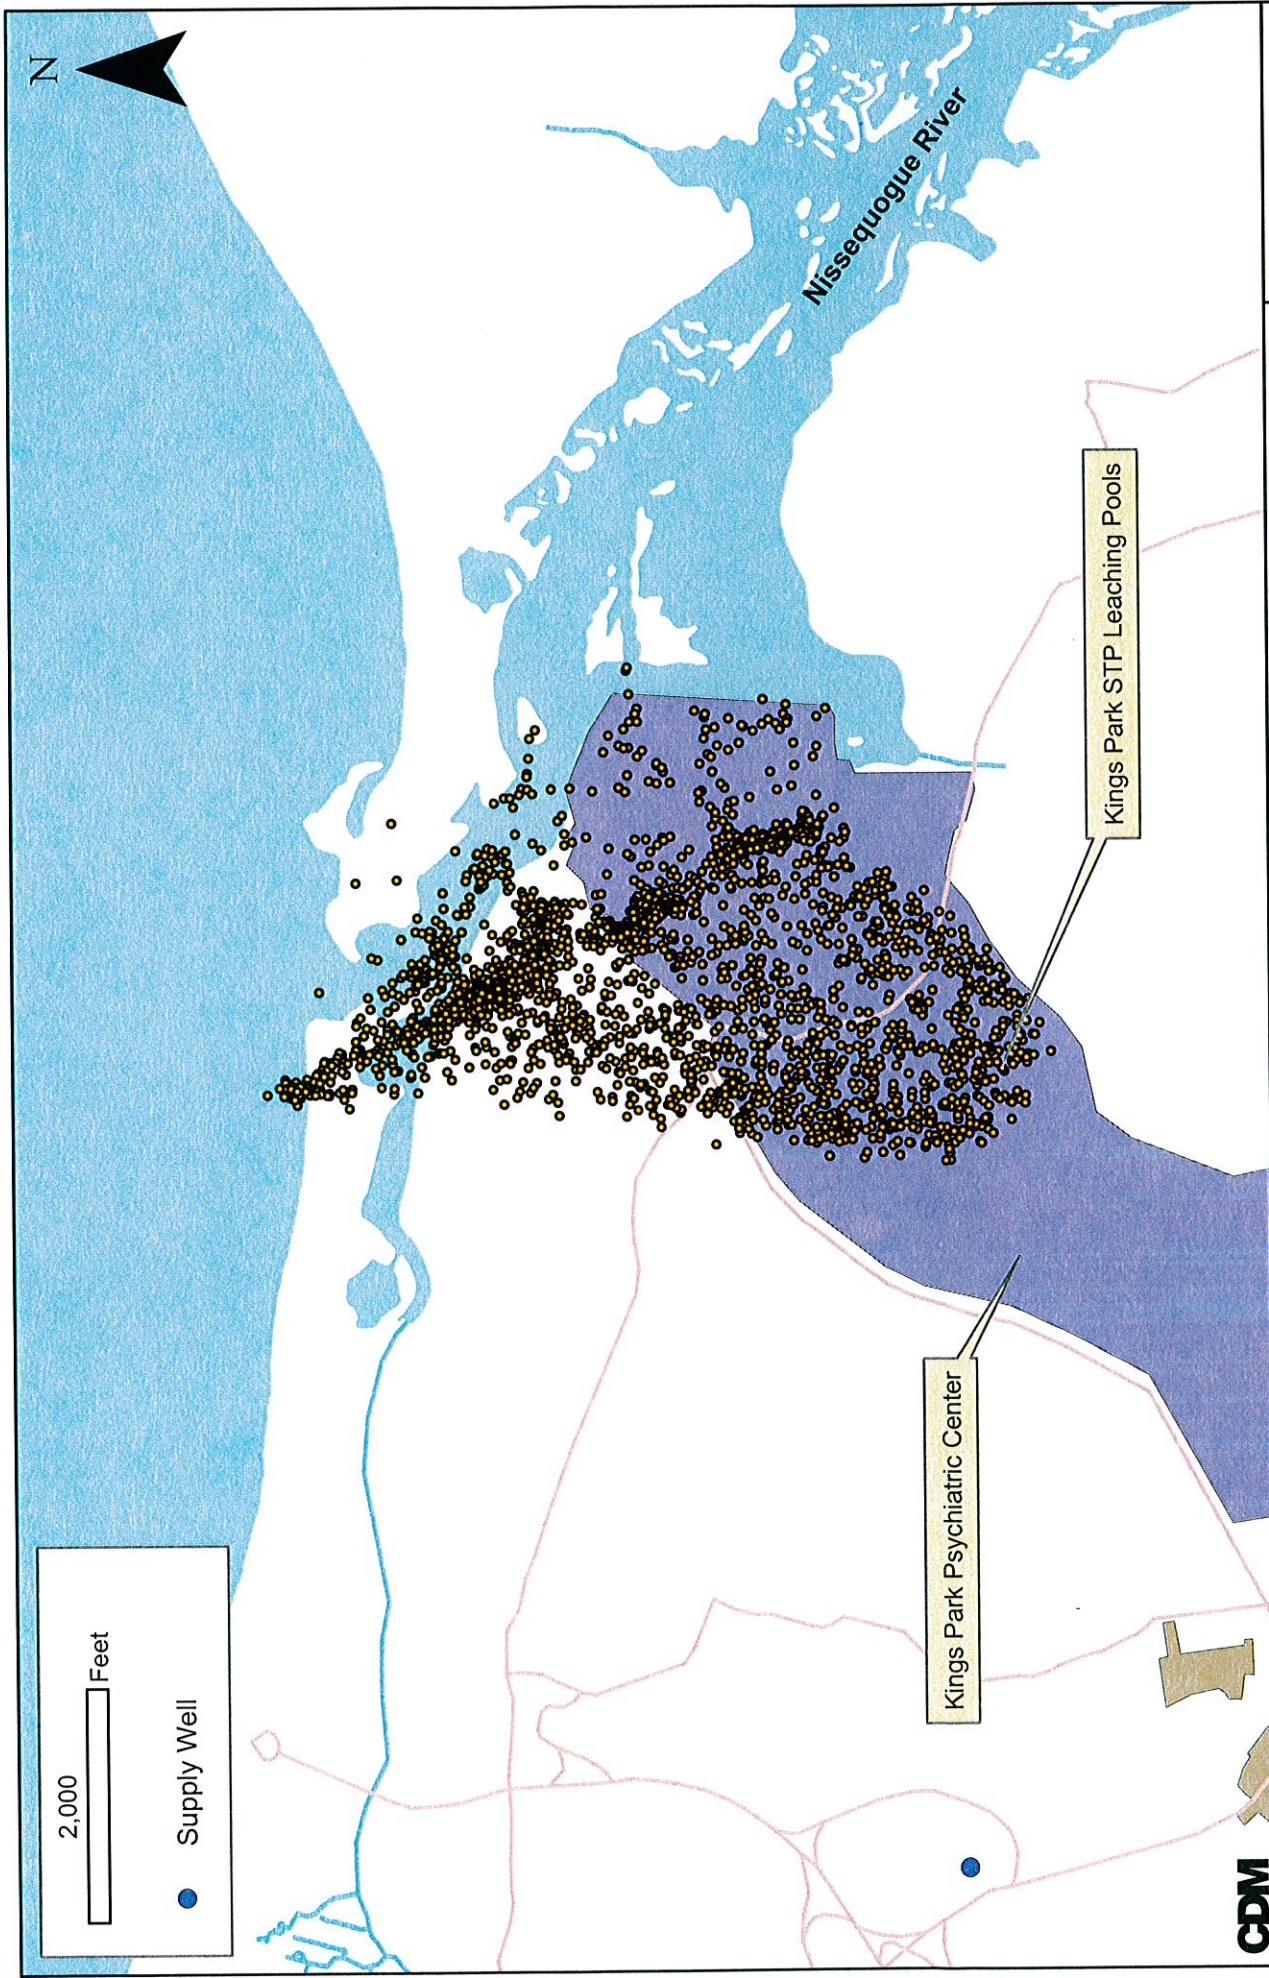 N
2,000
Feet
Supply Well
Nissequogue River
Kings Park STP Leaching Pools
Kings Park Psychiatric Center
CDM